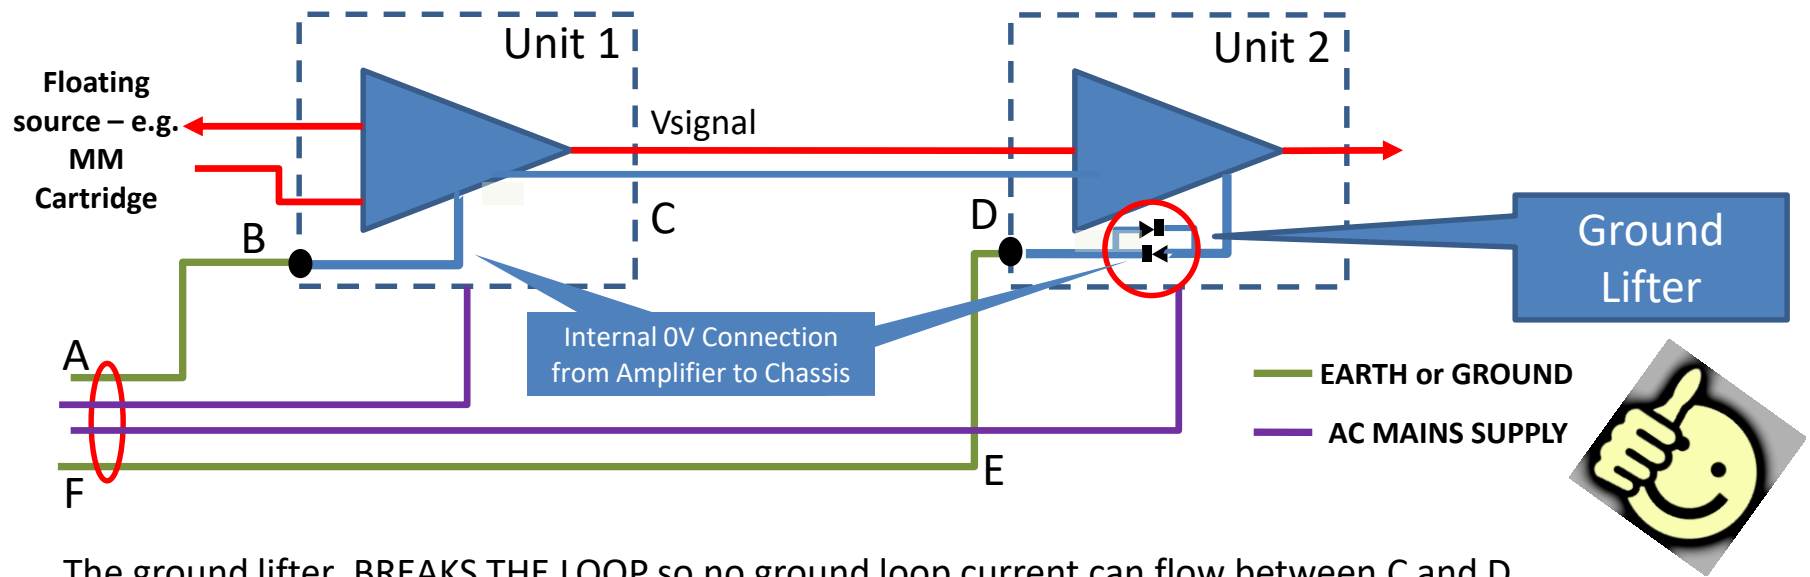 Unit 1
Unit 2
Floating
source – e.g.
MM
Cartridge
Vsignal
B
C
D
Ground
Lifter
Internal 0V Connection
from Amplifier to Chassis
A
EARTH or GROUND
AC MAINS SUPPLY
E
F
The ground lifter BREAKS THE LOOP so no ground loop current can flow between C and D